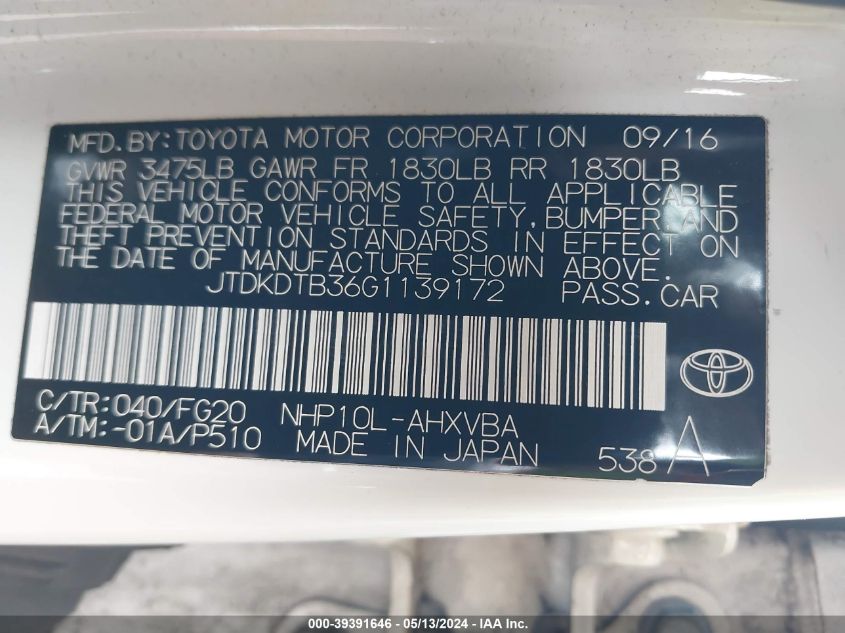 MFD.BY:TOYOTA MOTOR CORPORATION 09/16
GVWR 3475LB GAWR FR 1830LB RR 1830LB
THIS VEHICLE CONFORMS TO ALL APPLICABLE
FEDERAL MOTOR VEHICLE SAFETY,BUMPER,AND
THEFT PREVENTION STANDARDS IN EFFECT ON
THE DATE OF MANUFACTURE SHOWN ABOVE.
JTDKDTB36G1139172 PASS.CAR
C/TR:040/FG20 NHP10L-AHXVBA
A/TM:-01A/P510 MADE IN JAPAN 538 A
000-39391646 - 05/13/2024 - IAA Inc.